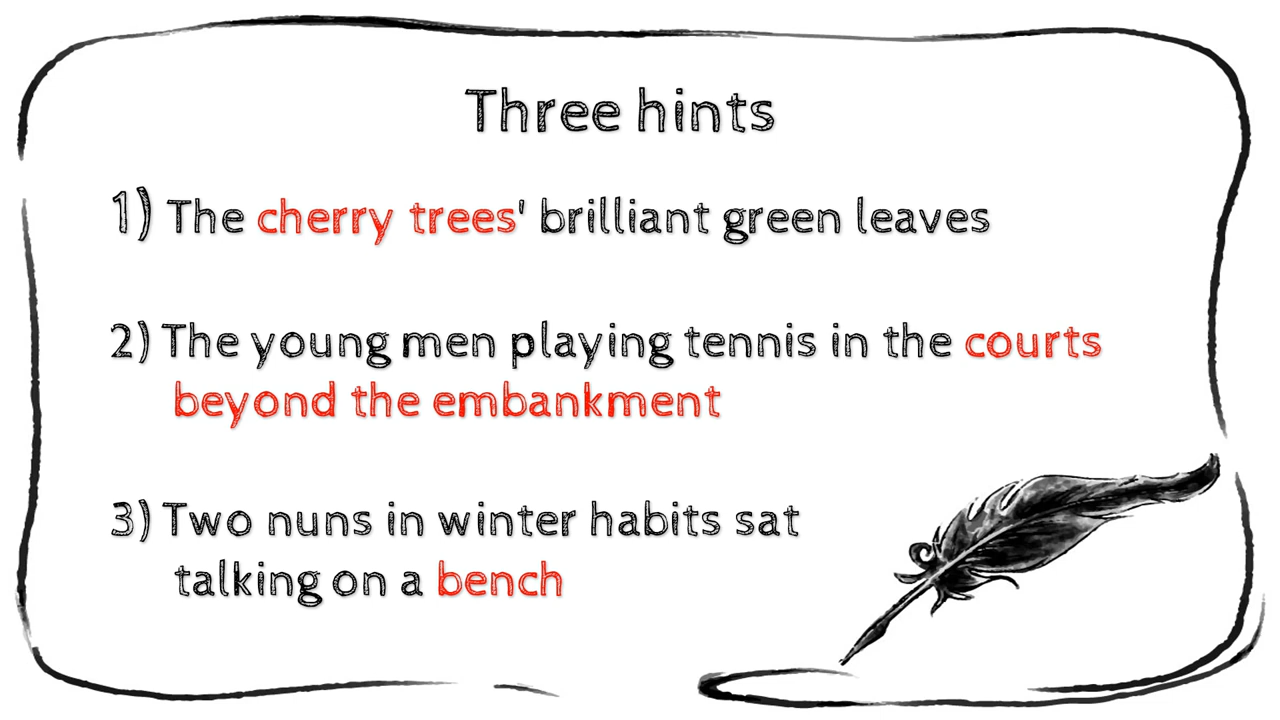 Three hints
1) The cherry trees' brilliant green leaves
2) The young men playing tennis in the courts
beyond the embankment
3) Two nuns in winter habits sat
talking on a bench